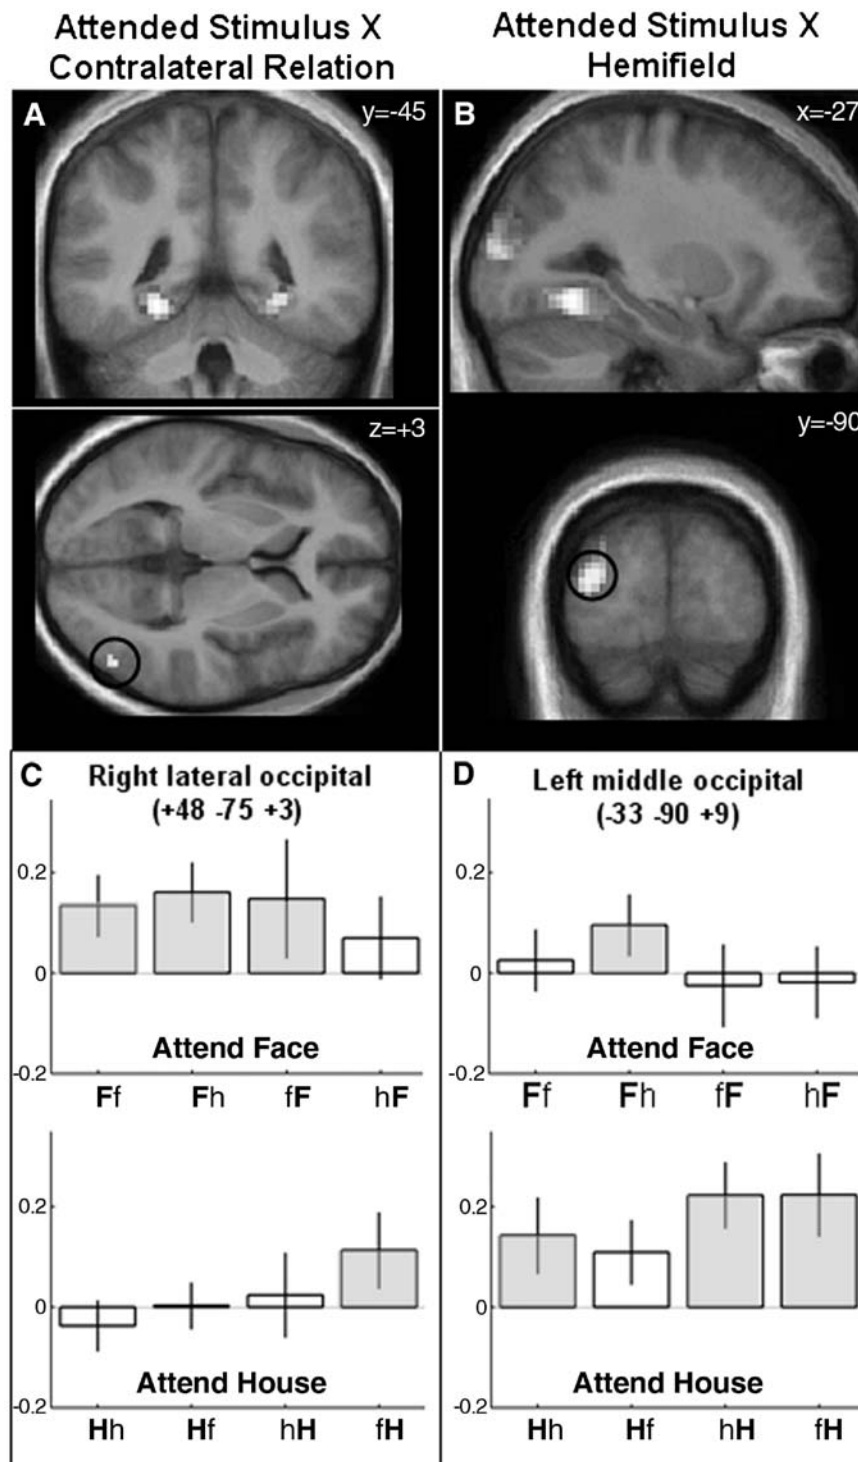 Attended Stimulus X
Contralateral Relation
Attended Stimulus X
Hemifield
A
y=-45
B
x=-27
z=+3
y=-90
C
Right lateral occipital
(+48 -75 +3)
0.2
0
-0.2
Attend Face
Ff
Fh
fF
hF
0.2
0
-0.2
Attend House
Hh
Hf
hH
fH
D
Left middle occipital
(-33 -90 +9)
0.2
0
-0.2
Attend Face
Ff
Fh
fF
hF
0.2
0
-0.2
Attend House
Hh
Hf
hH
fH